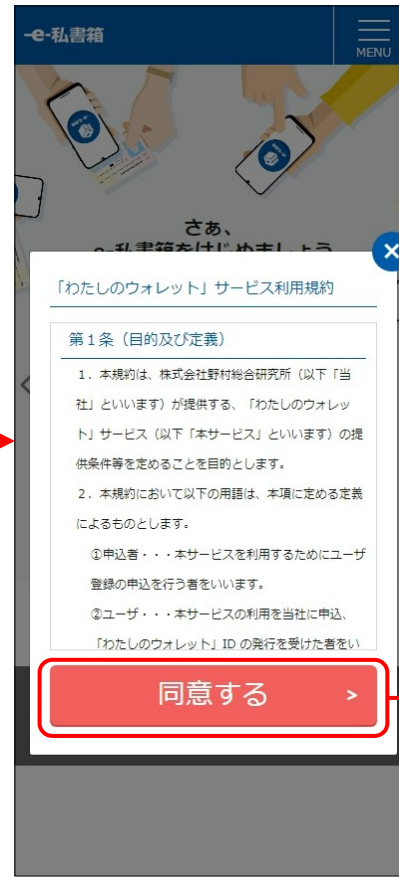 -e-私書箱
MENU
さぁ、
e-私書箱をはじめましょう
「わたしのウォレット」サービス利用規約
第1条（目的及び定義）
1．本規約は、株式会社野村総合研究所（以下「当
社」といいます）が提供する、「わたしのウォレッ
ト」サービス（以下「本サービス」といいます）の提
供条件等を定めることを目的とします。
2．本規約において以下の用語は、本項に定める定義
によるものとします。
①申込者・・・本サービスを利用するためにユーザ
登録の申込を行う者をいいます。
②ユーザ・・・本サービスの利用を当社に申込、
「わたしのウォレット」ID の発行を受けた者をい
同意する >